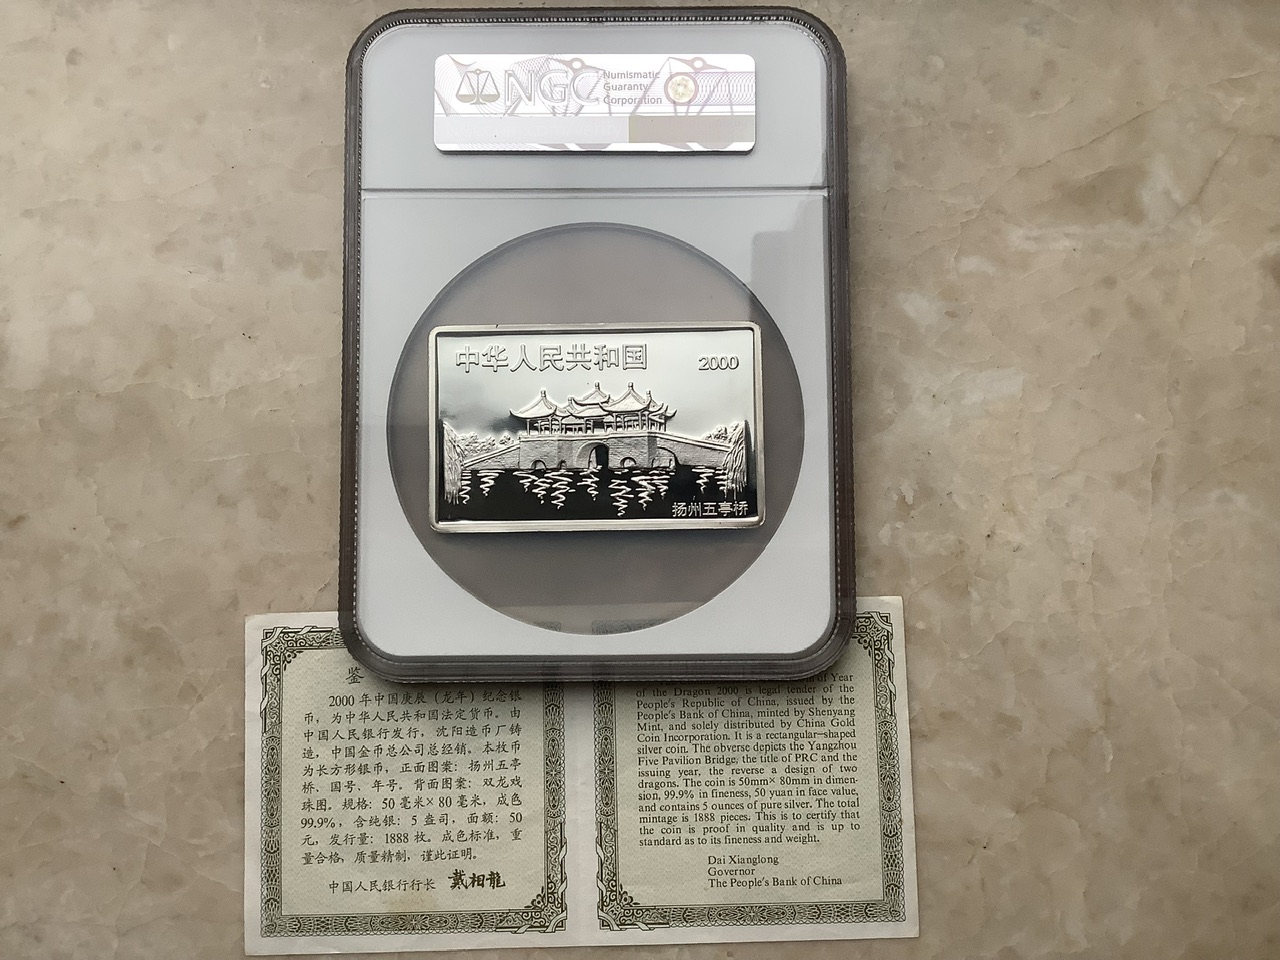 NGC
Numismatic
Guaranty
Corporation
中华人民共和国 2000
扬州五亭桥
鉴
2000 年中国庚辰（龙年）纪念银
币，为中华人民共和国法定货币。由
中国人民银行发行，沈阳造币厂铸
造，中国金币总公司总经销。本枚币
为长方形银币，正面图案：扬州五亭
桥、国号、年号。背面图案：双龙戏
珠图。规格：50 毫米×80 毫米，成色
99.9%，含纯银：5 盎司，面额：50
元，发行量：1888 枚。成色标准，重
量合格，质量精制，谨此证明。
中国人民银行行长 戴相龍
of Year
of the Dragon 2000 is legal tender of the
People's Republic of China, issued by the
People's Bank of China, minted by Shenyang
Mint, and solely distributed by China Gold
Coin Incorporation. It is a rectangular-shaped
silver coin. The obverse depicts the Yangzhou
Five Pavilion Bridge, the title of PRC and the
issuing year, the reverse a design of two
dragons. The coin is 50mm× 80mm in dimen-
sion, 99.9% in fineness, 50 yuan in face value,
and contains 5 ounces of pure silver. The total
mintage is 1888 pieces. This is to certify that
the coin is proof in quality and is up to
standard as to its fineness and weight.
Dai Xianglong
Governor
The People's Bank of China